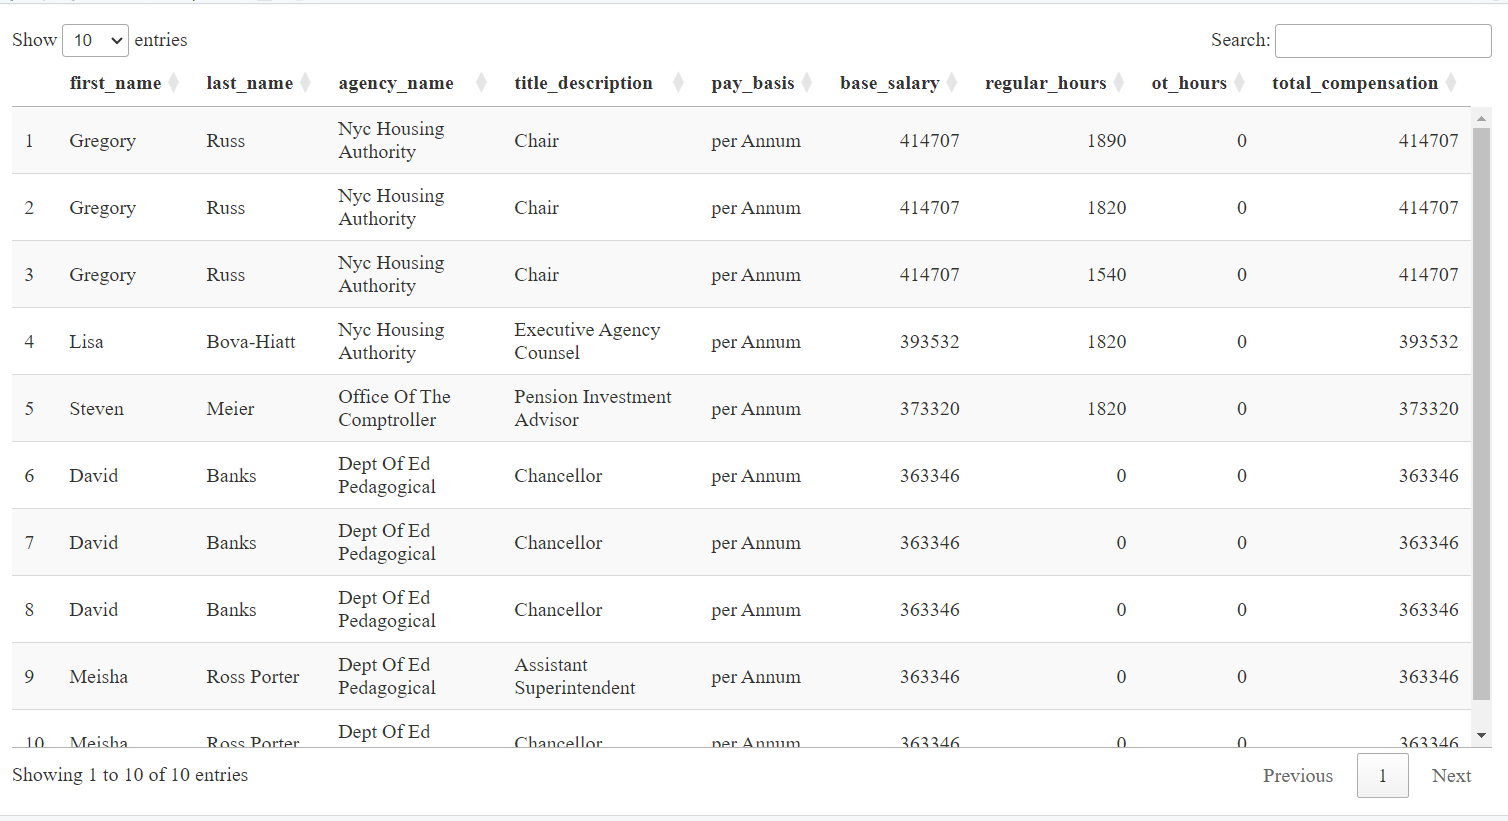 Show 10 entries Search:
first_name last_name agency_name title_description pay_basis base_salary regular_hours ot_hours total_compensation
1 Gregory Russ Nyc Housing Authority Chair per Annum 414707 1890 0 414707
2 Gregory Russ Nyc Housing Authority Chair per Annum 414707 1820 0 414707
3 Gregory Russ Nyc Housing Authority Chair per Annum 414707 1540 0 414707
4 Lisa Bova-Hiatt Nyc Housing Authority Executive Agency Counsel per Annum 393532 1820 0 393532
5 Steven Meier Office Of The Comptroller Pension Investment Advisor per Annum 373320 1820 0 373320
6 David Banks Dept Of Ed Pedagogical Chancellor per Annum 363346 0 0 363346
7 David Banks Dept Of Ed Pedagogical Chancellor per Annum 363346 0 0 363346
8 David Banks Dept Of Ed Pedagogical Chancellor per Annum 363346 0 0 363346
9 Meisha Ross Porter Dept Of Ed Pedagogical Assistant Superintendent per Annum 363346 0 0 363346
10 Meisha Ross Porter Dept Of Ed Chancellor per Annum 363346 0 0 363346
Showing 1 to 10 of 10 entries Previous 1 Next